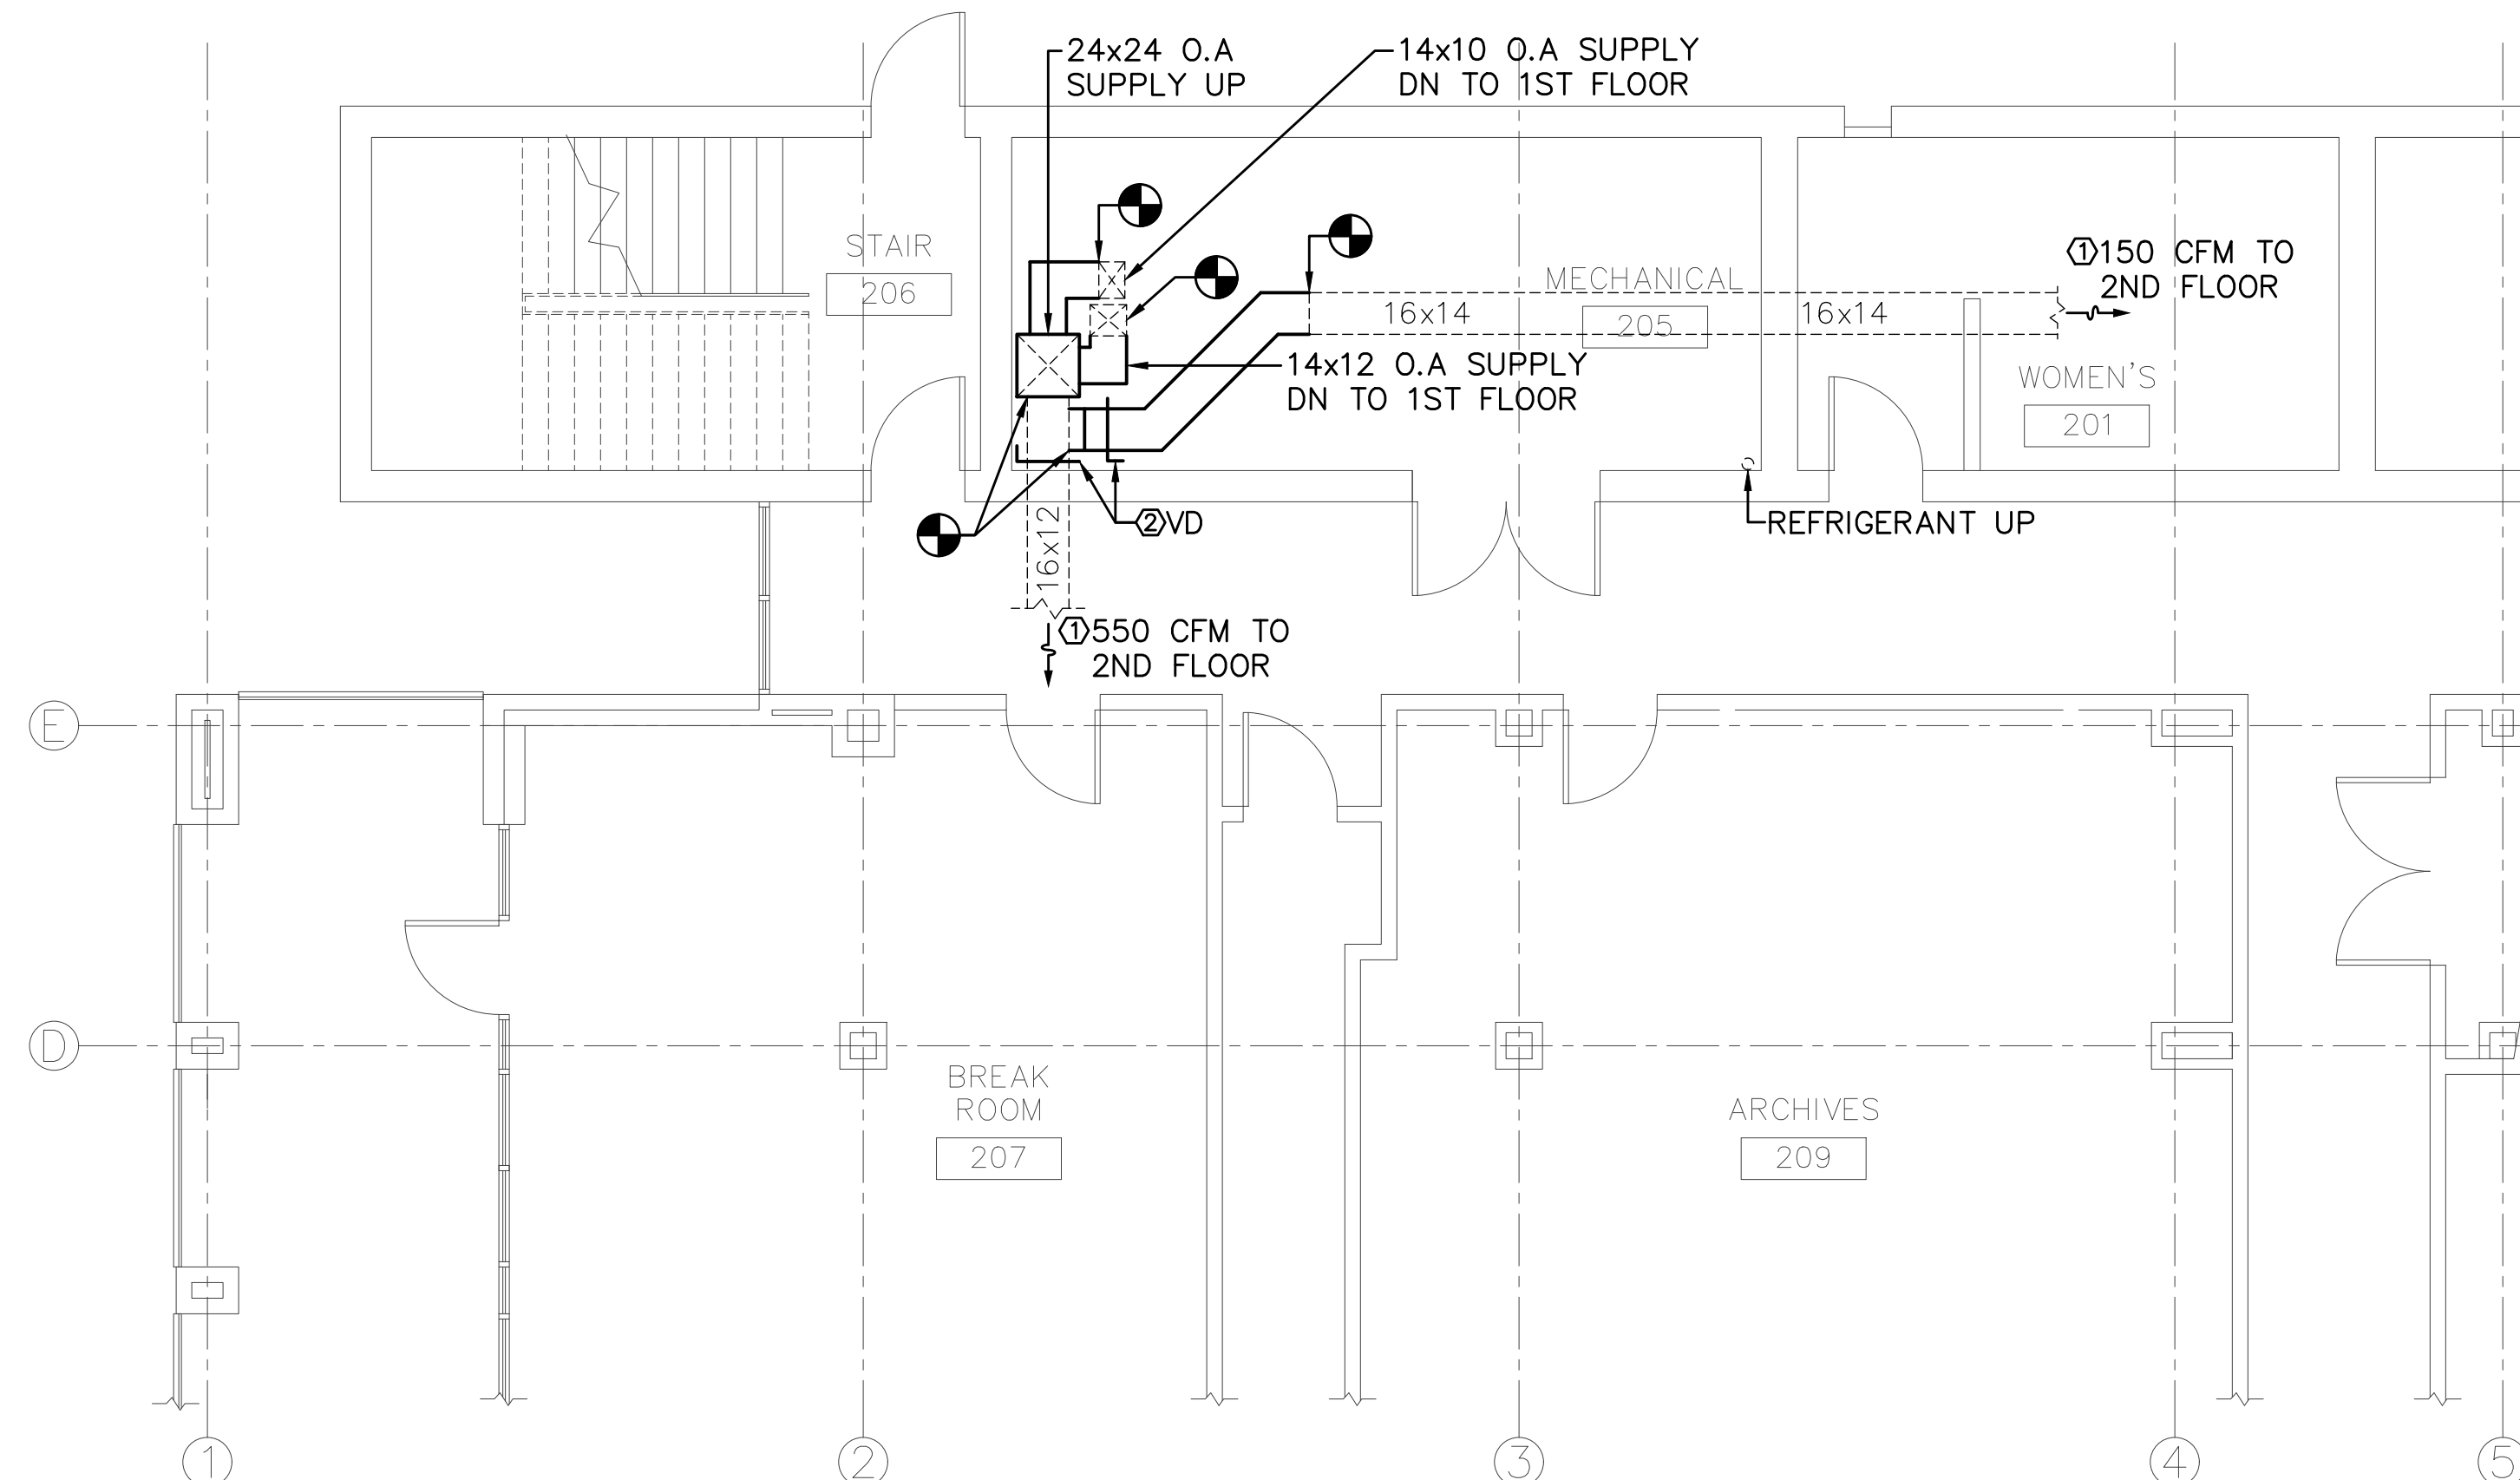 24x24 O.A
SUPPLY UP
14x10 O.A SUPPLY
DN TO 1ST FLOOR
STAIR
206
MECHANICAL
205
16x14
16x14
1 150 CFM TO
2ND FLOOR
14x12 O.A SUPPLY
DN TO 1ST FLOOR
WOMEN'S
201
16x12
2 VD
REFRIGERANT UP
1 550 CFM TO
2ND FLOOR
E
D
BREAK
ROOM
207
ARCHIVES
209
1
2
3
4
5